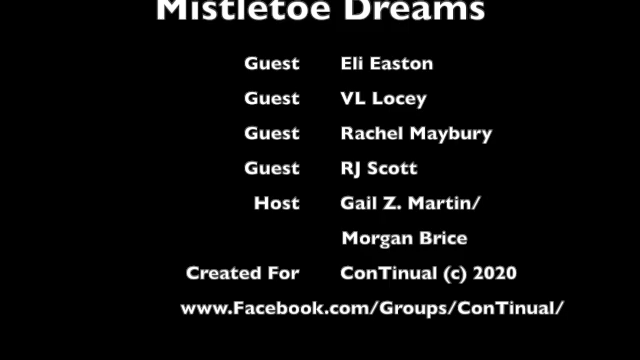 Mistletoe Dreams
Guest Eli Easton
Guest VL Locey
Guest Rachel Maybury
Guest RJ Scott
Host Gail Z. Martin/
Morgan Brice
Created For ConTinual (c) 2020
www.Facebook.com/Groups/ConTinual/